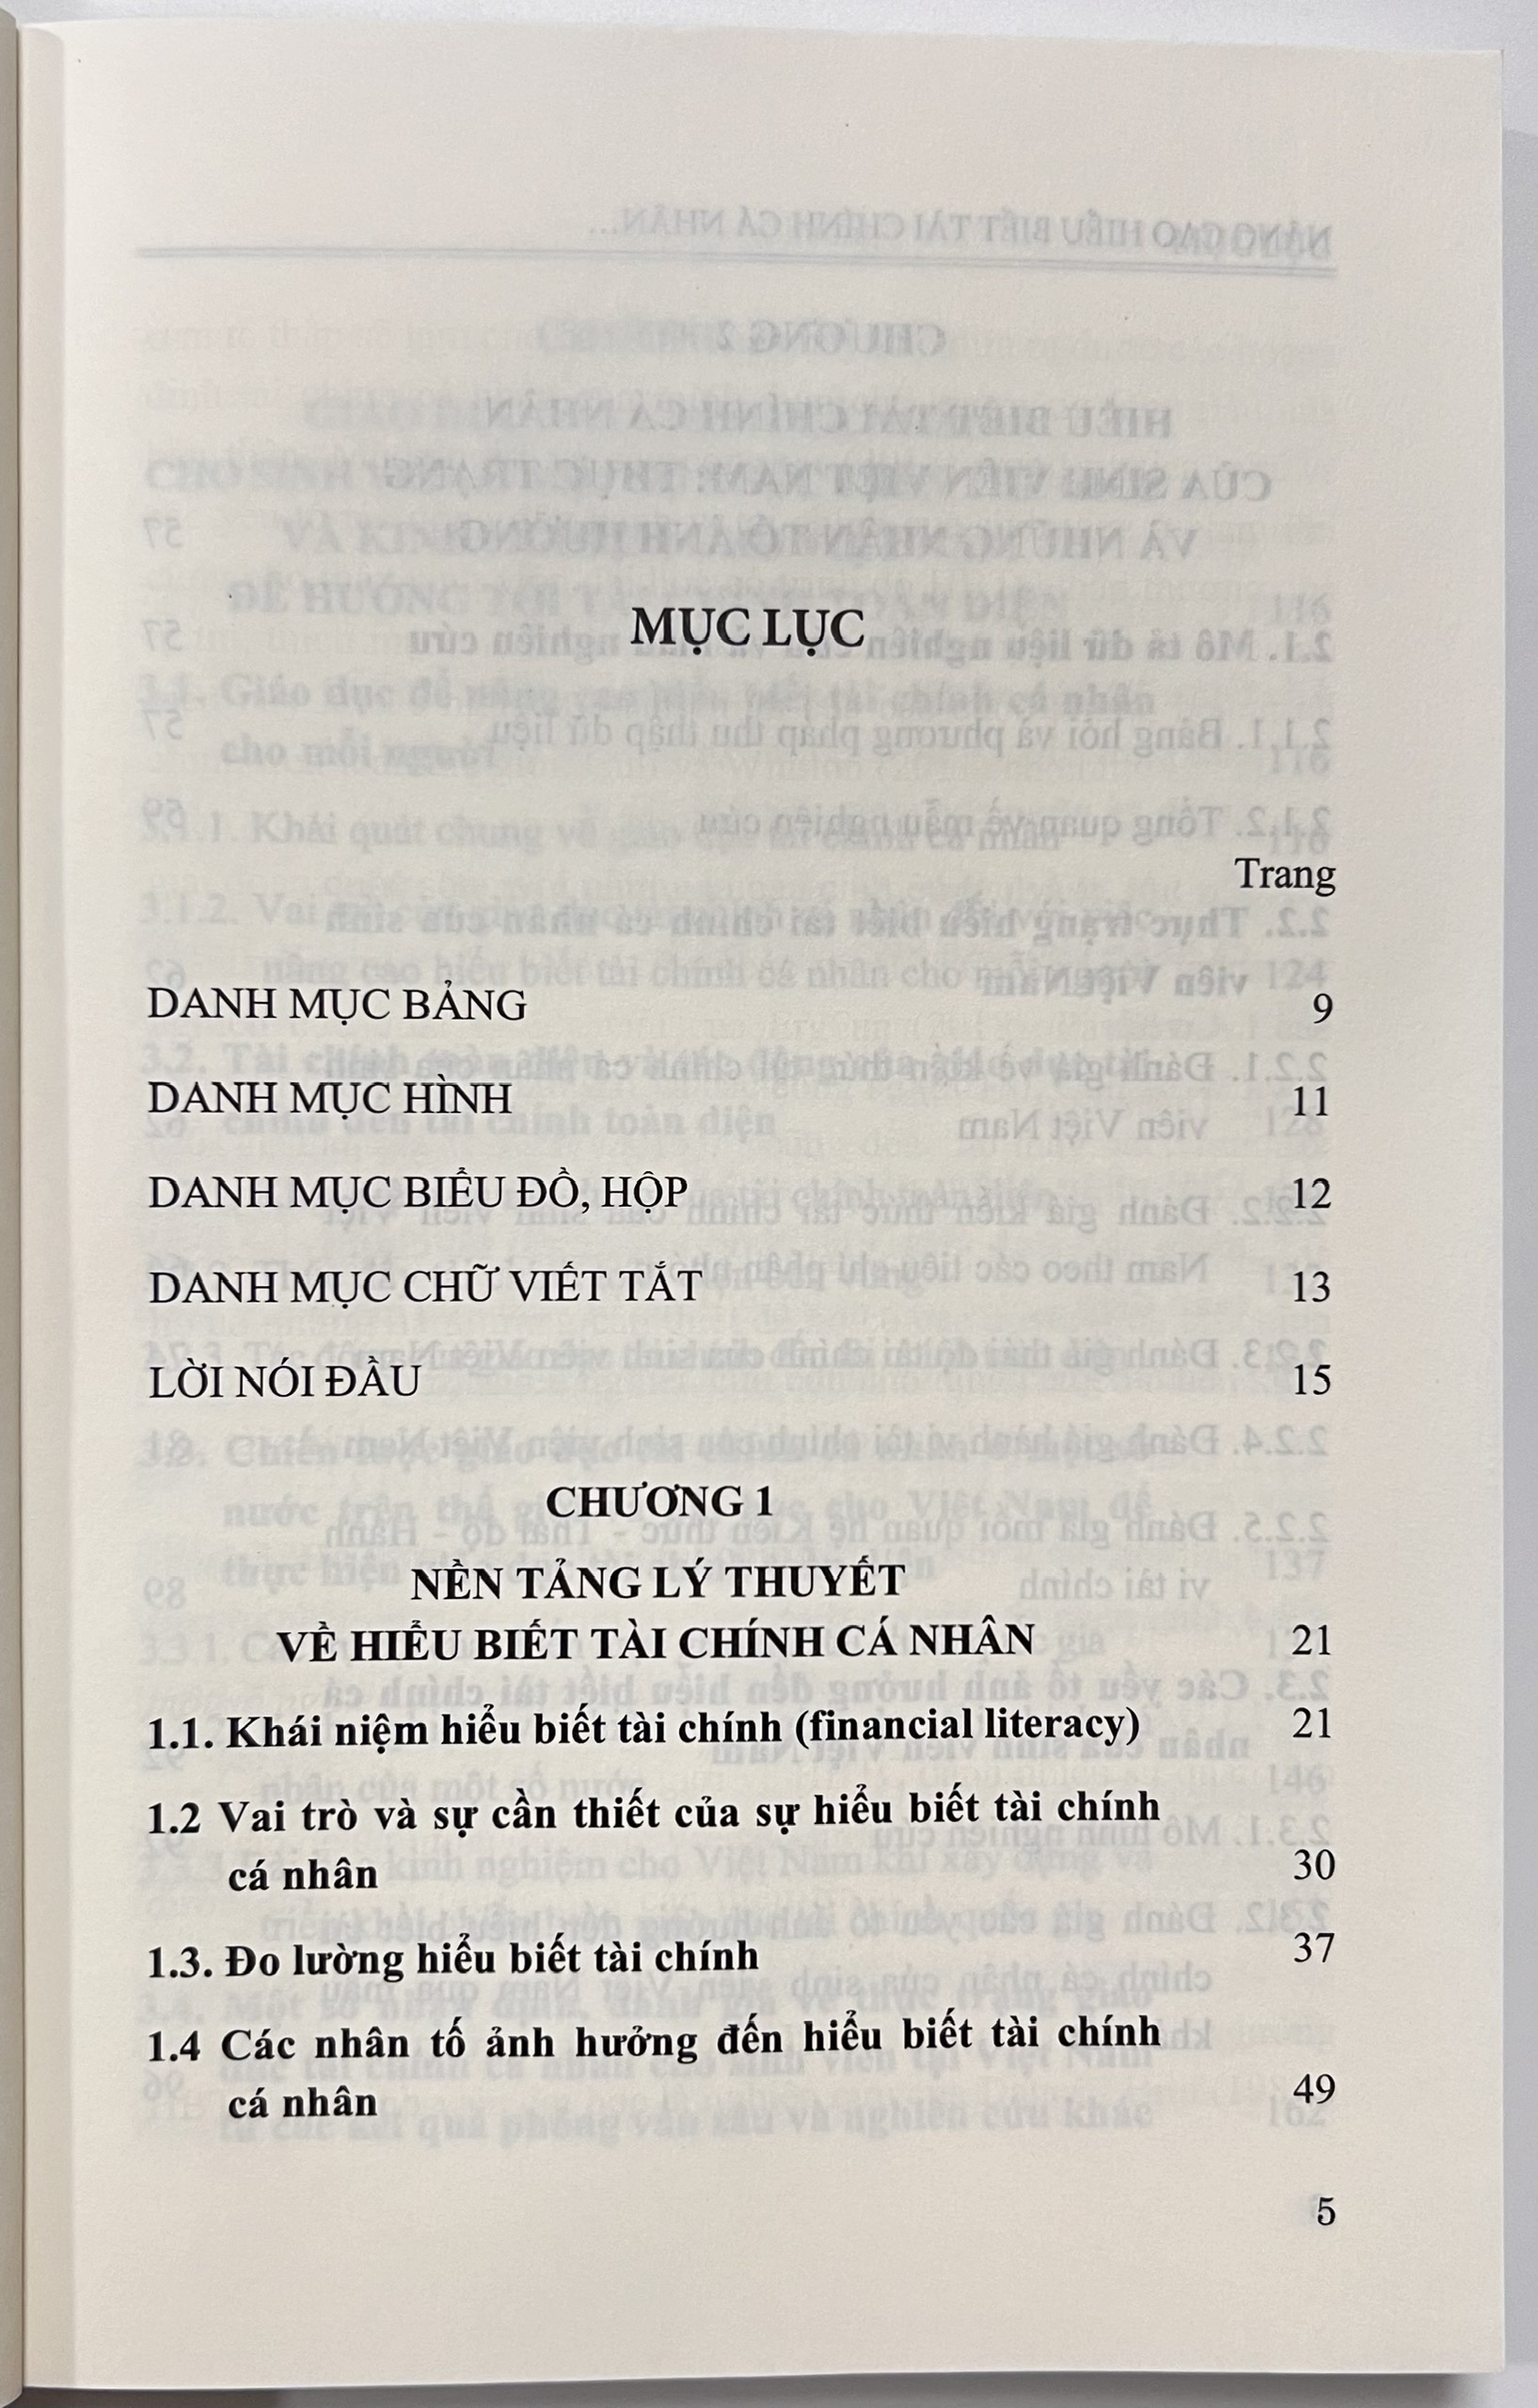 MỤC LỤC
Trang
DANH MỤC BẢNG 9
DANH MỤC HÌNH 11
DANH MỤC BIỂU ĐỒ, HỘP 12
DANH MỤC CHỮ VIẾT TẮT 13
LỜI NÓI ĐẦU 15
CHƯƠNG 1
NỀN TẢNG LÝ THUYẾT
VỀ HIỂU BIẾT TÀI CHÍNH CÁ NHÂN 21
1.1. Khái niệm hiểu biết tài chính (financial literacy) 21
1.2 Vai trò và sự cần thiết của sự hiểu biết tài chính
cá nhân 30
1.3. Đo lường hiểu biết tài chính 37
1.4 Các nhân tố ảnh hưởng đến hiểu biết tài chính
cá nhân 49
5